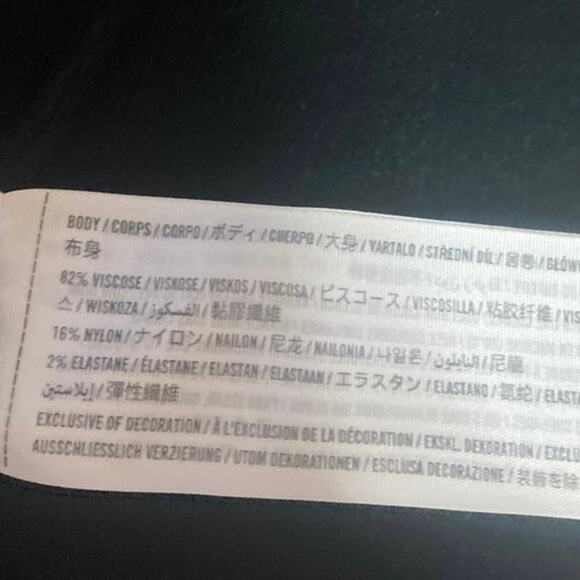 BODY / CORPS / CORPO / ボディ / CUERPO / 大身 / VARTALO / STŘEDNÍ DÍL / 몸통 / GŁÓW
布身
82% VISCOSE / VISKOSE / VISKOS / VISCOSA / ビスコース / VISCOSILLA / 粘胶纤维 / VIS
스 / WISKOZA / الفسكوز / 黏膠纖維
16% NYLON / ナイロン / NAILON / 尼龙 / NAILONIA / 나일론 / النايلون / 尼龍
2% ELASTANE / ÉLASTANE / ELASTAN / ELASTAAN / エラスタン / ELASTANO / 氨纶 / ELASTA
إيلاستين / 彈性纖維
EXCLUSIVE OF DECORATION / À L'EXCLUSION DE LA DÉCORATION / EKSKL. DEKORATION / EXCLU
AUSSCHLIESSLICH VERZIERUNG / UTOM DEKORATIONEN / ESCLUSA DECORAZIONE / 装飾を除